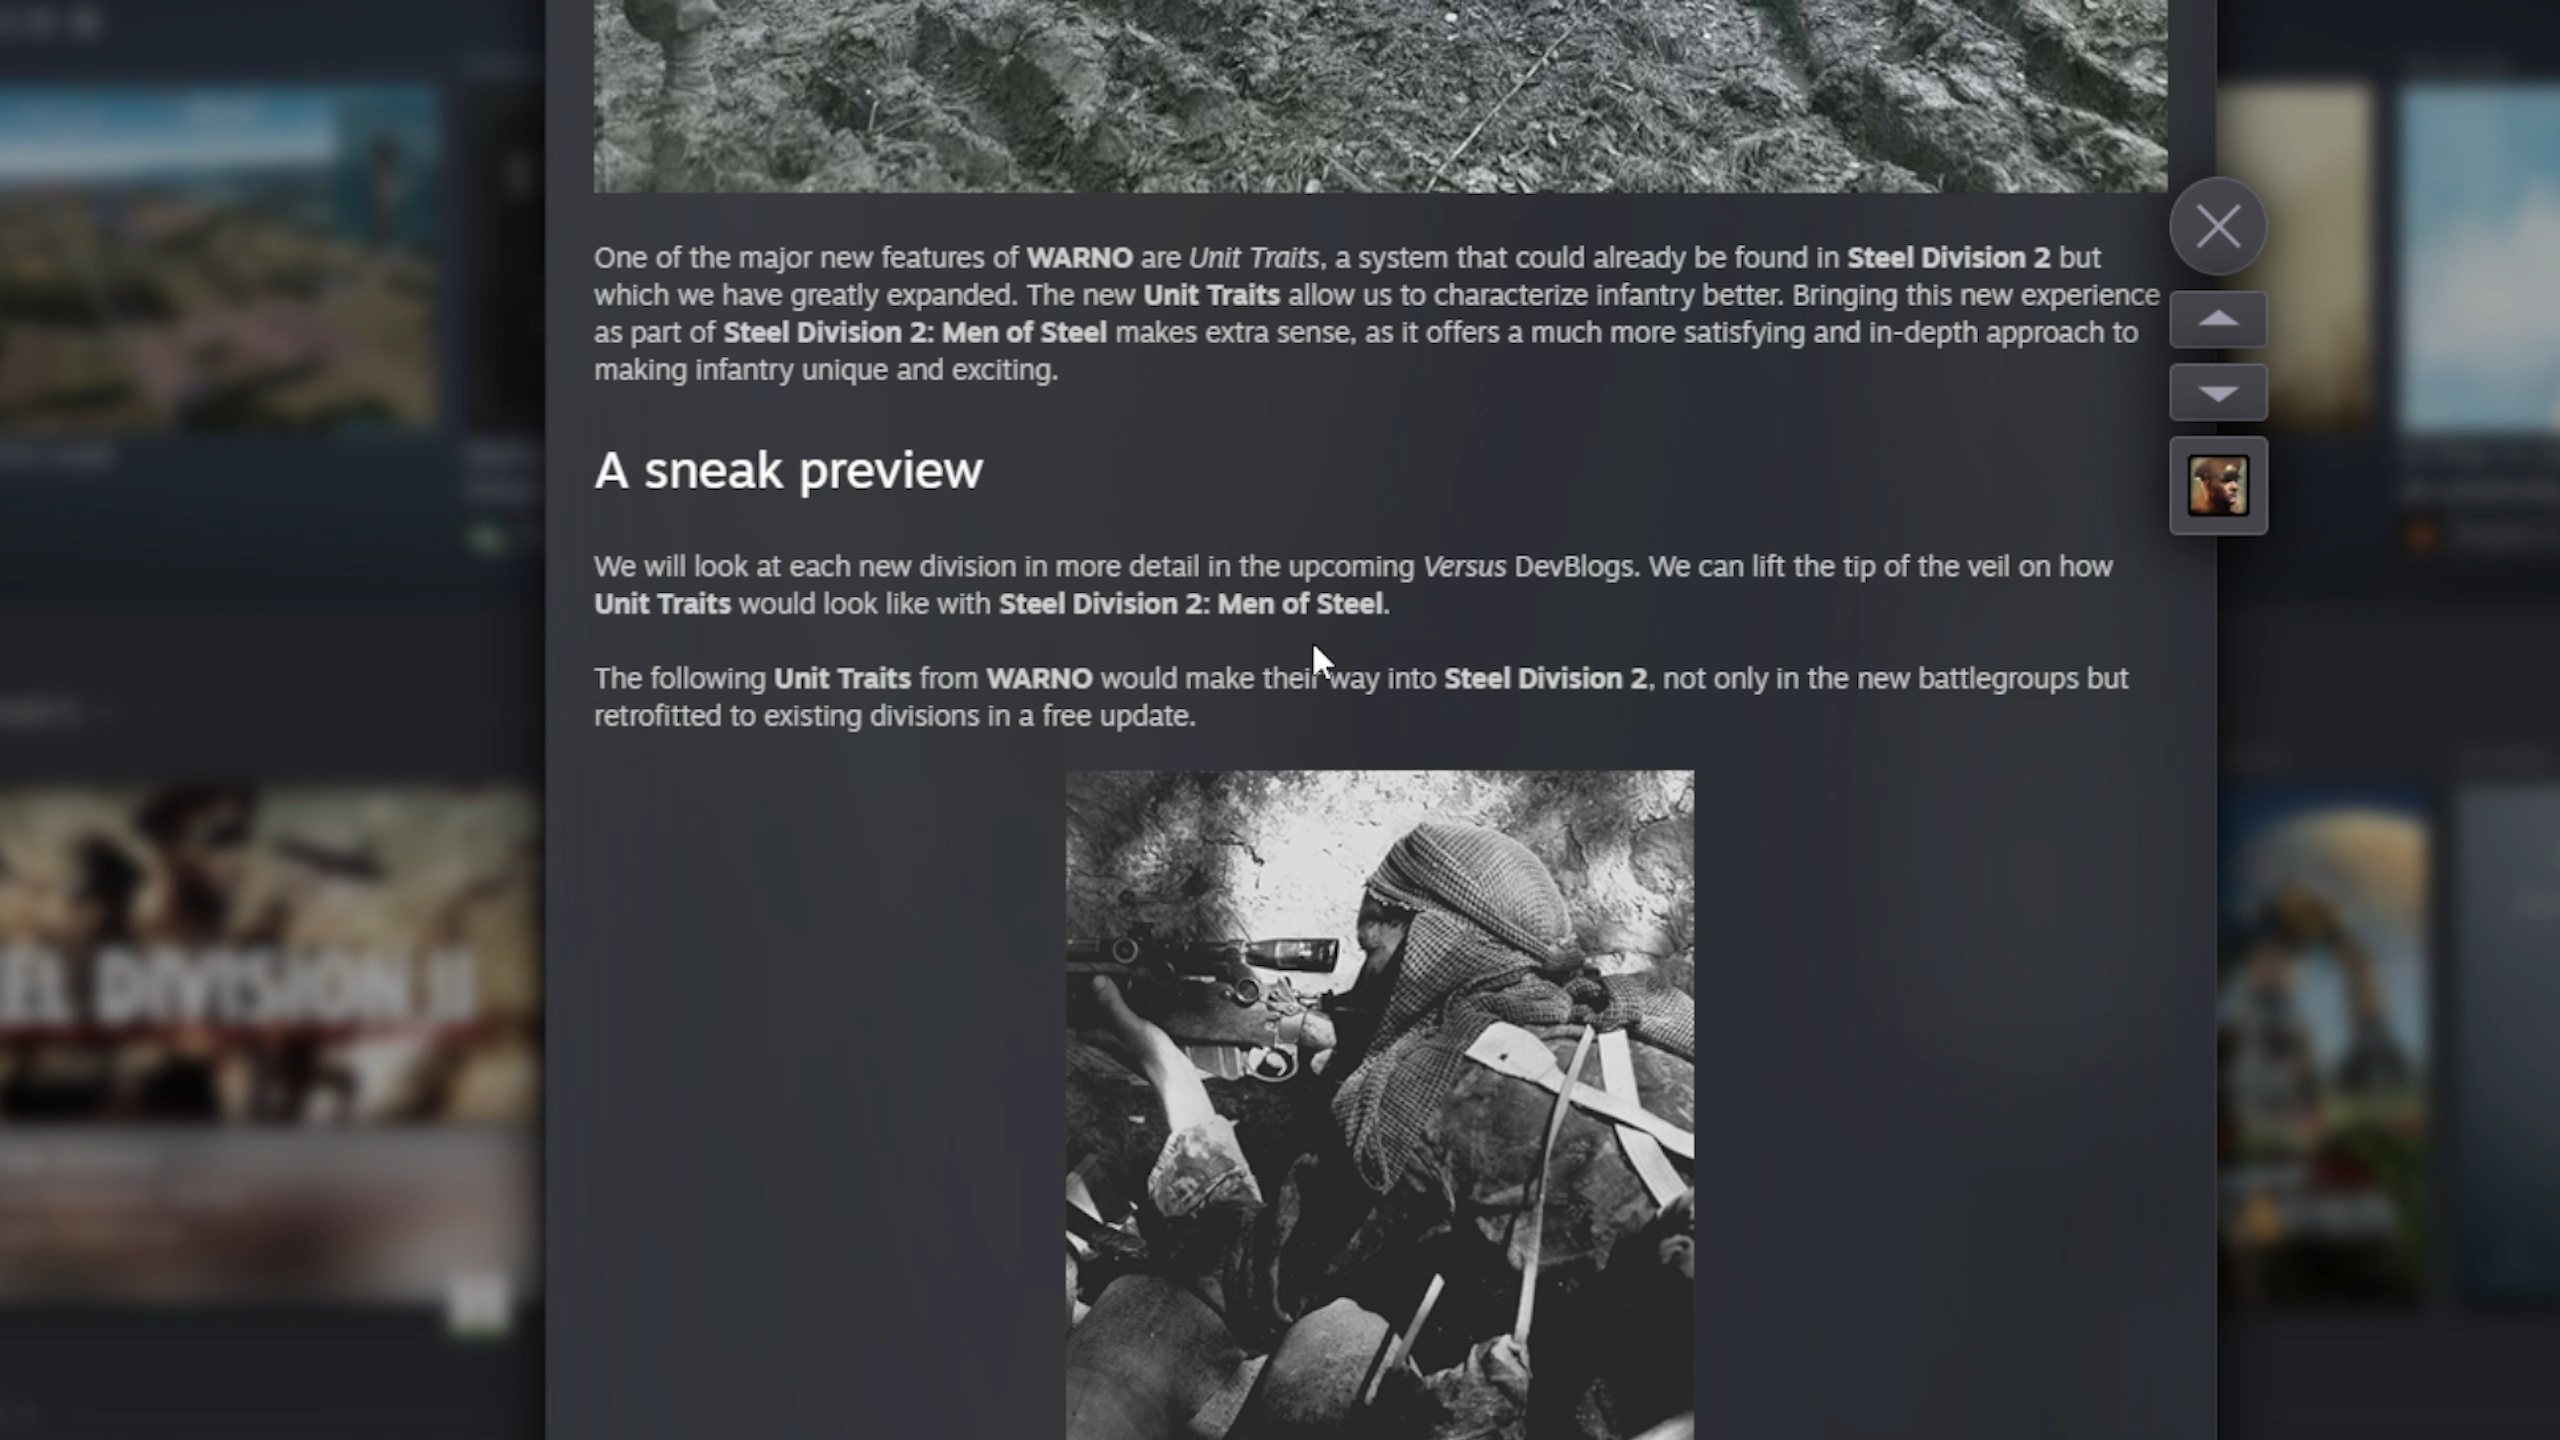 One of the major new features of WARNO are Unit Traits, a system that could already be found in Steel Division 2 but
which we have greatly expanded. The new Unit Traits allow us to characterize infantry better. Bringing this new experience
as part of Steel Division 2: Men of Steel makes extra sense, as it offers a much more satisfying and in-depth approach to
making infantry unique and exciting.
A sneak preview
We will look at each new division in more detail in the upcoming Versus DevBlogs. We can lift the tip of the veil on how
Unit Traits would look like with Steel Division 2: Men of Steel.
The following Unit Traits from WARNO would make their way into Steel Division 2, not only in the new battlegroups but
retrofitted to existing divisions in a free update.
EL DIVISION II